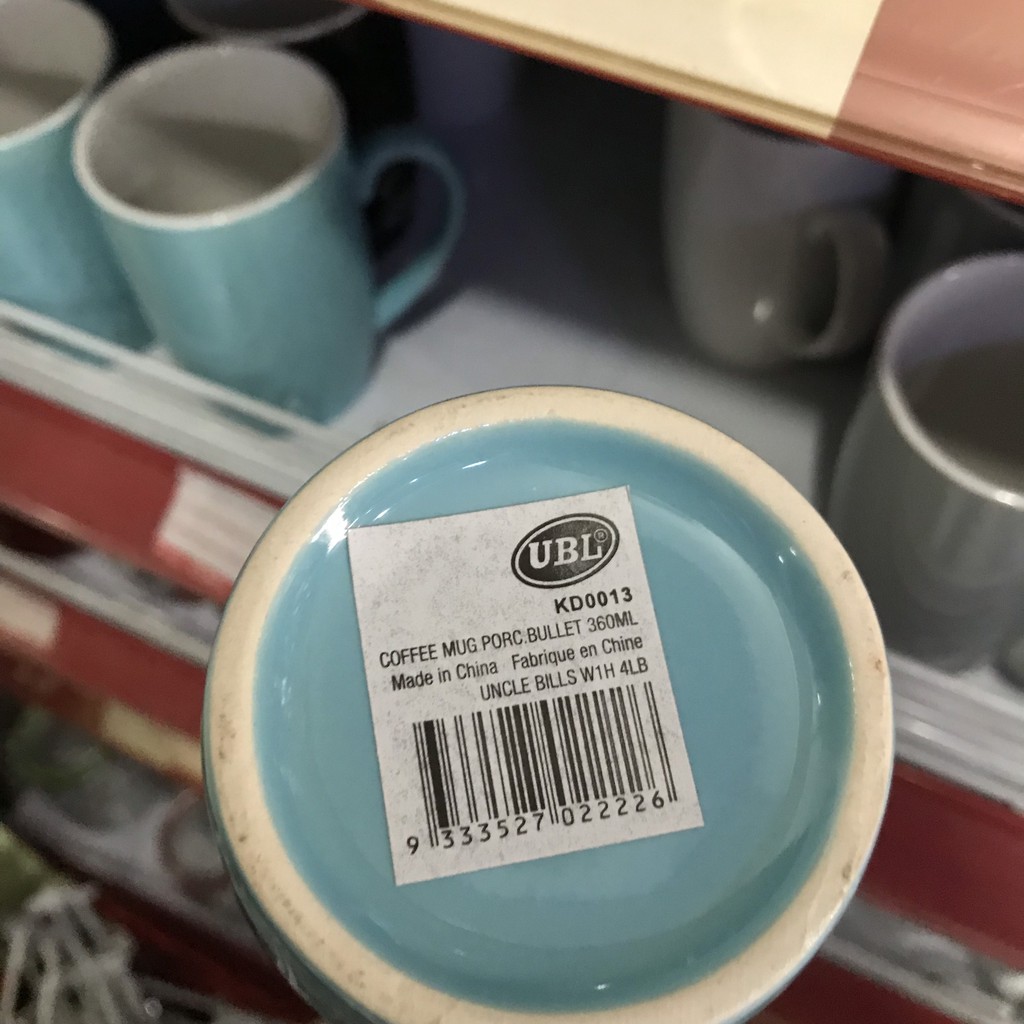 UBL®
KD0013
COFFEE MUG PORC.BULLET 360ML
Made in China Fabrique en Chine
UNCLE BILLS W1H 4LB
9 333527 022226